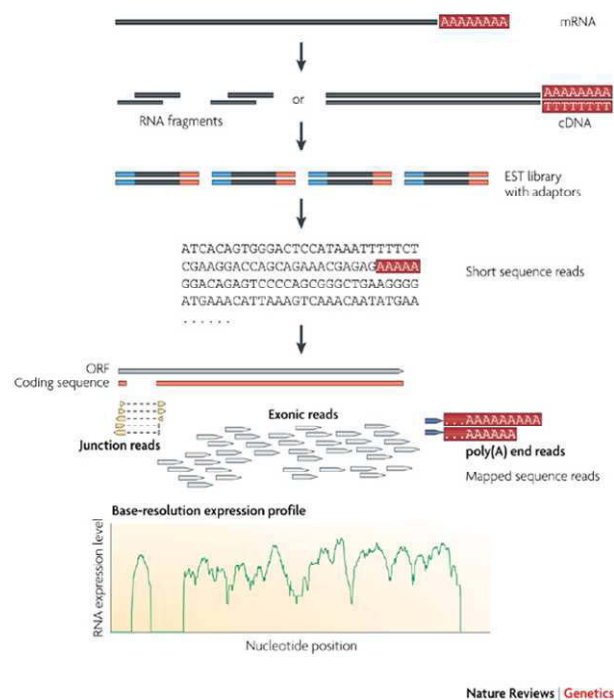 AAAAAAAA
mRNA
or
AAAAAAAA
TTTTTTTT
RNA fragments
cDNA
EST library
with adaptors
ATCACAGTGGGACTCCATAAATTTTTCT
CGAAGGACCAGCAGAAACGAGAGAAAAA
GGACAGAGTCCCCAGCGGGCTGAAGGGG
ATGAAACATTAAAGTCAAACAATATGAA
......
Short sequence reads
ORF
Coding sequence
Junction reads
Exonic reads
...AAAAAAAAA
...AAAAAA
poly(A) end reads
Mapped sequence reads
Base-resolution expression profile
RNA expression level
Nucleotide position
Nature Reviews | Genetics